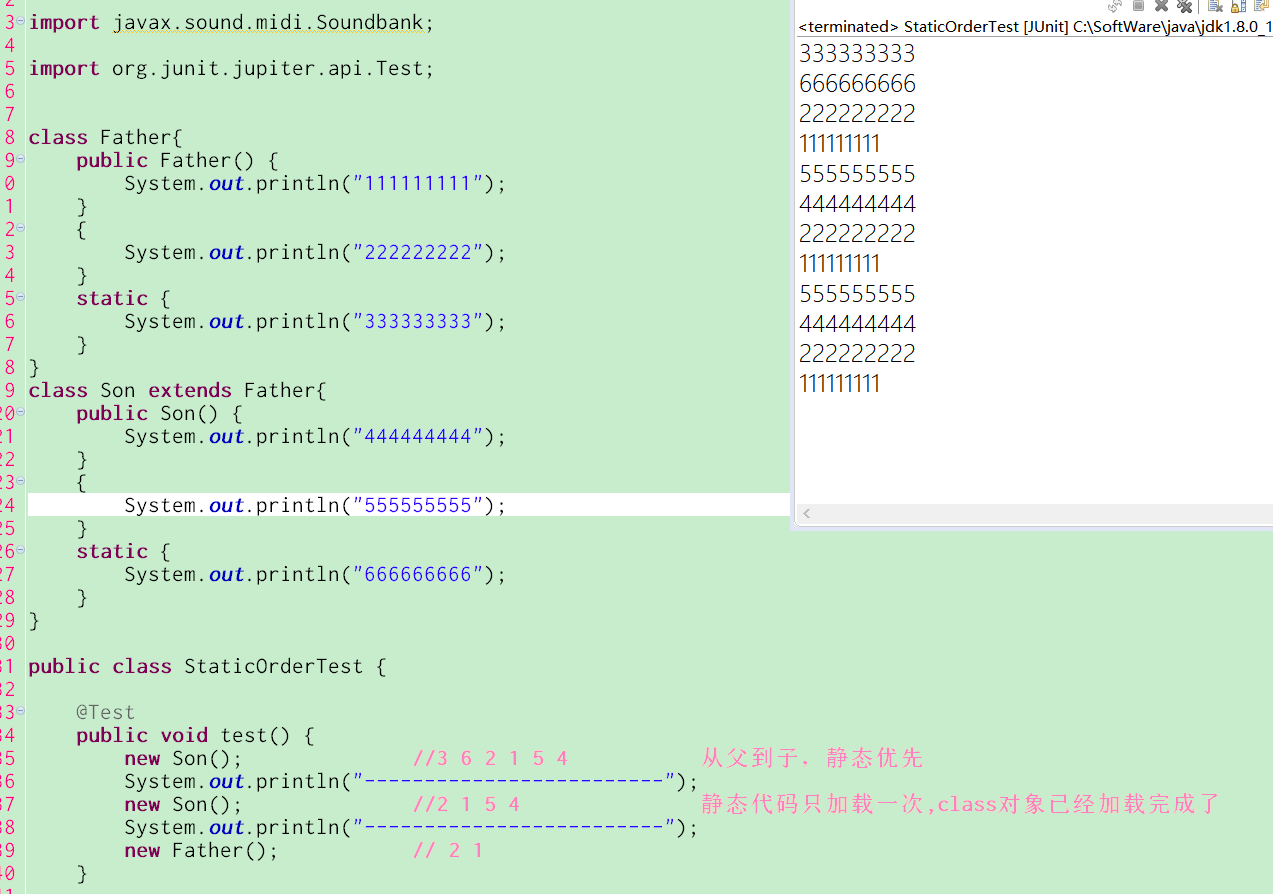 3 import javax.sound.midi.Soundbank;
4
5 import org.junit.jupiter.api.Test;
6
7
8 class Father{
9 public Father() {
0 System.out.println("111111111");
1 }
2 {
3 System.out.println("222222222");
4 }
5 static {
6 System.out.println("333333333");
7 }
8 }
9 class Son extends Father{
20 public Son() {
21 System.out.println("444444444");
22 }
23 {
24 System.out.println("555555555");
25 }
26 static {
27 System.out.println("666666666");
28 }
29 }
30
31 public class StaticOrderTest {
32
33 @Test
34 public void test() {
35 new Son(); //3 6 2 1 5 4 从父到子，静态优先
36 System.out.println("-------------------------");
37 new Son(); //2 1 5 4 静态代码只加载一次,class对象已经加载完成了
38 System.out.println("-------------------------");
39 new Father(); // 2 1
40 }
<terminated> StaticOrderTest [JUnit] C:\SoftWare\java\jdk1.8.0_1
333333333
666666666
222222222
111111111
555555555
444444444
222222222
111111111
555555555
444444444
222222222
111111111